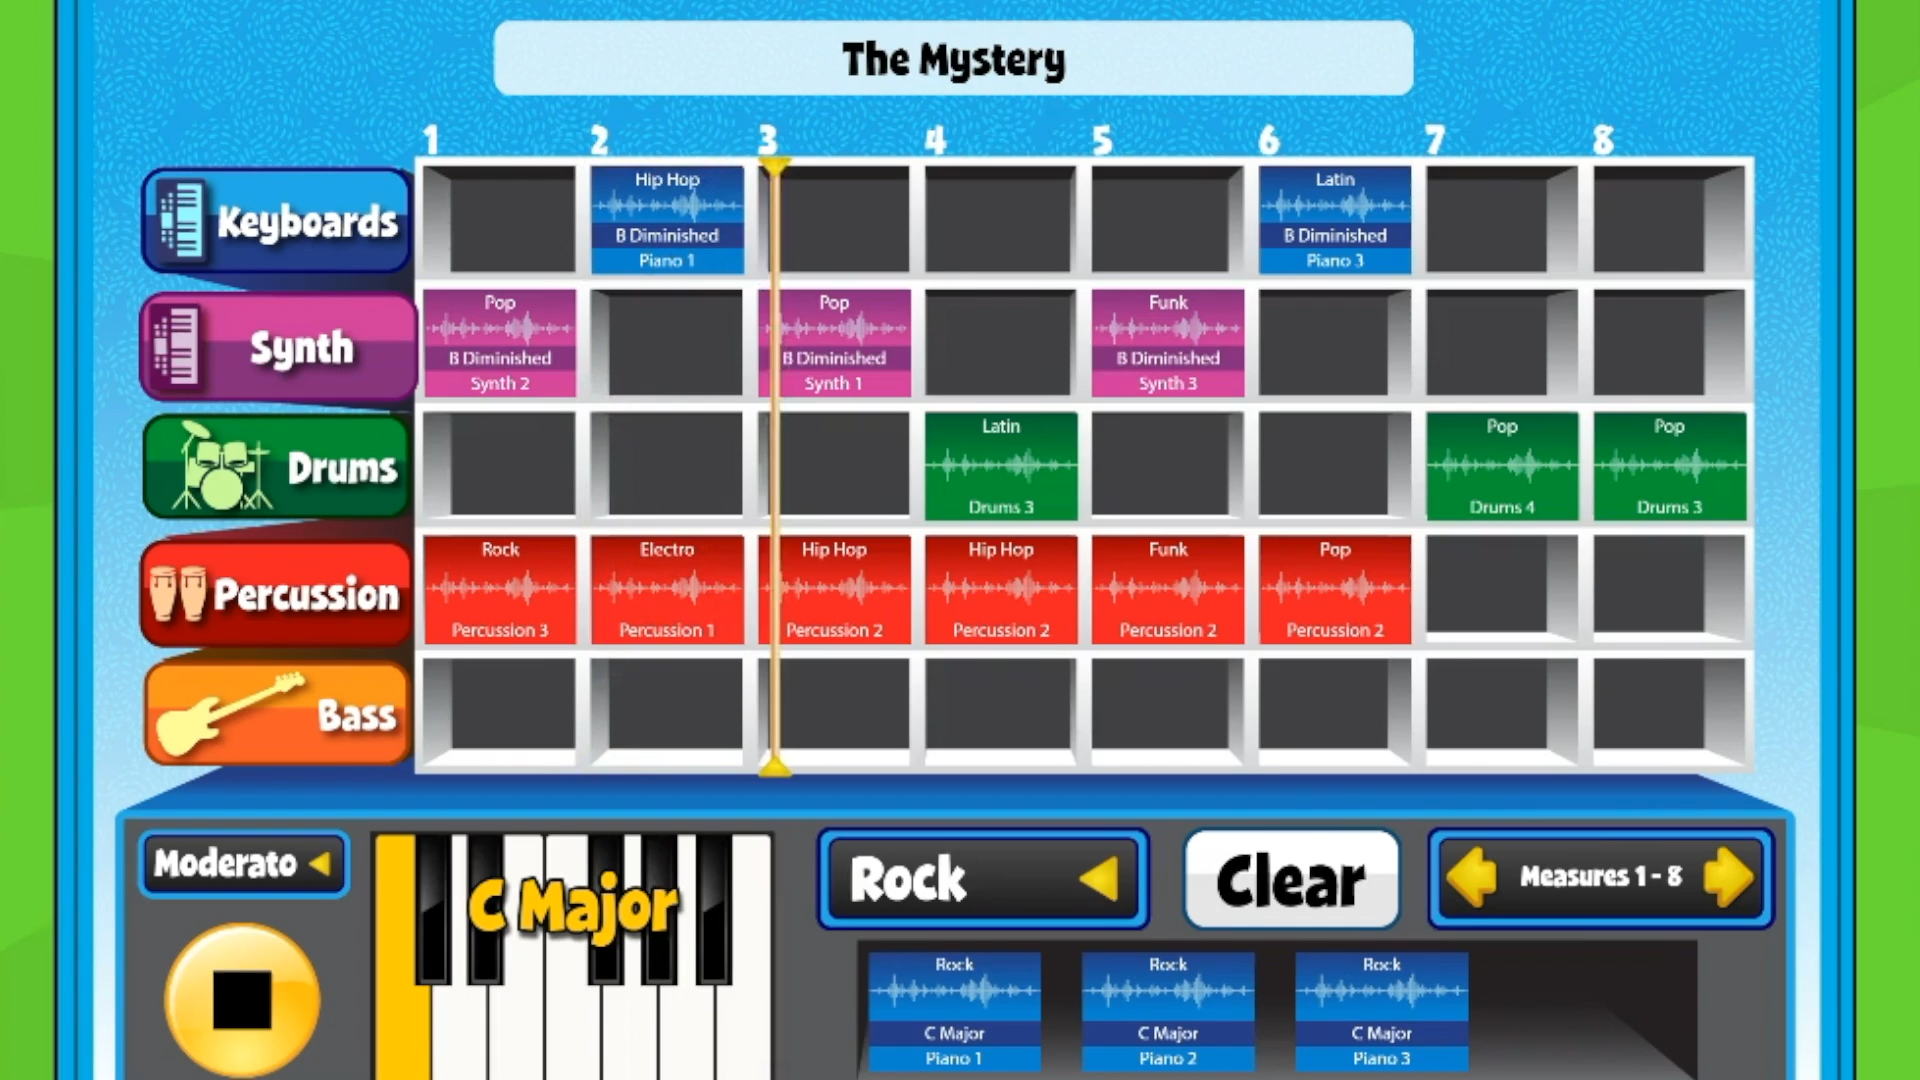 The Mystery
1 2 3 4 5 6 7 8
Keyboards
Hip Hop
B Diminished
Piano 1
Latin
B Diminished
Piano 3
Synth
Pop
B Diminished
Synth 2
Pop
B Diminished
Synth 1
Funk
B Diminished
Synth 3
Drums
Latin
Drums 3
Pop
Drums 4
Pop
Drums 3
Percussion
Rock
Percussion 3
Electro
Percussion 1
Hip Hop
Percussion 2
Hip Hop
Percussion 2
Funk
Percussion 2
Pop
Percussion 2
Bass
Moderato
C Major
Rock
Clear
Measures 1 - 8
Rock
C Major
Piano 1
Rock
C Major
Piano 2
Rock
C Major
Piano 3